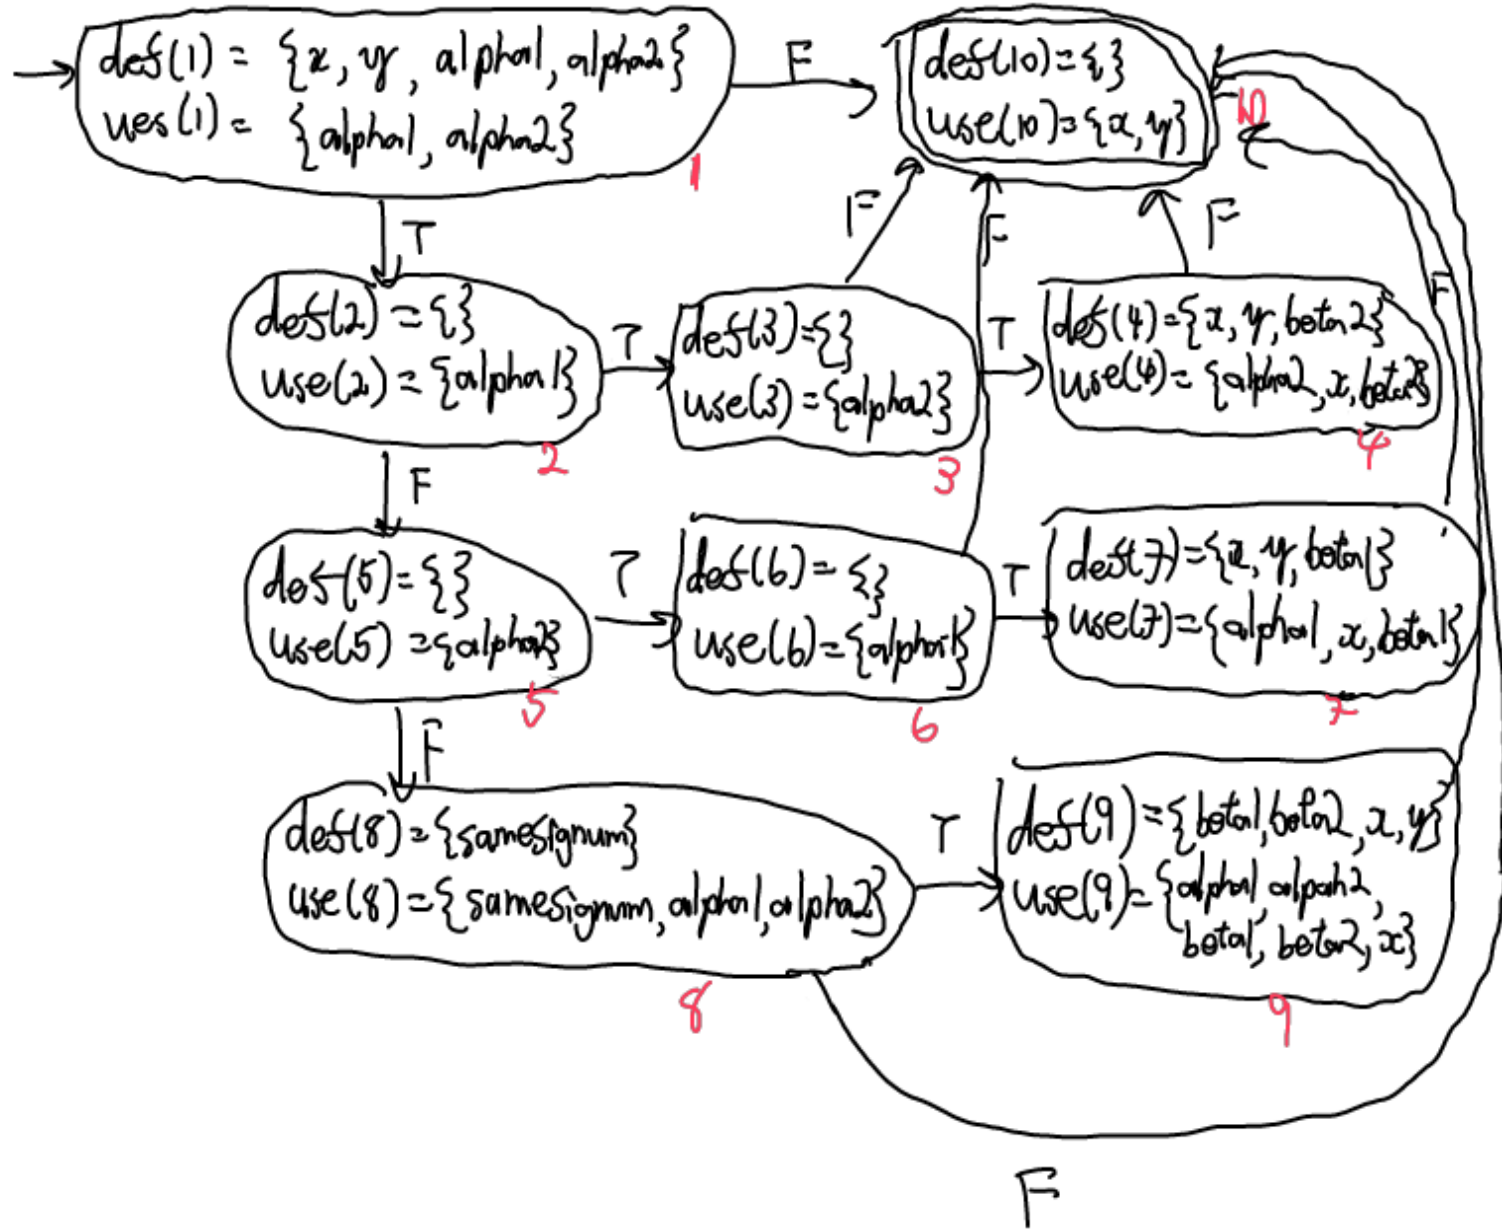 def(1) = {x, y, alpha1, alpha2}
ues(1) = {alpha1, alpha2}
1
F
def(10)={}
use(10)={x,y}
10
T
F
F
F
F
def(2)={}
use(2)={alpha1}
2
T
def(3)={}
use(3)={alpha2}
3
T
def(4)={x, y, beta2}
use(4)={alpha2, x, beta2}
4
F
def(5)={}
use(5)={alpha2}
5
T
def(6)={}
use(6)={alpha1}
6
T
def(7)={x, y, beta1}
use(7)={alpha1, x, beta1}
7
F
def(8)={samesignum}
use(8)={samesignum, alpha1, alpha2}
8
T
def(9)={beta1, beta2, x, y}
use(9)={alpha1, alpah2,
beta1, beta2, x}
9
F